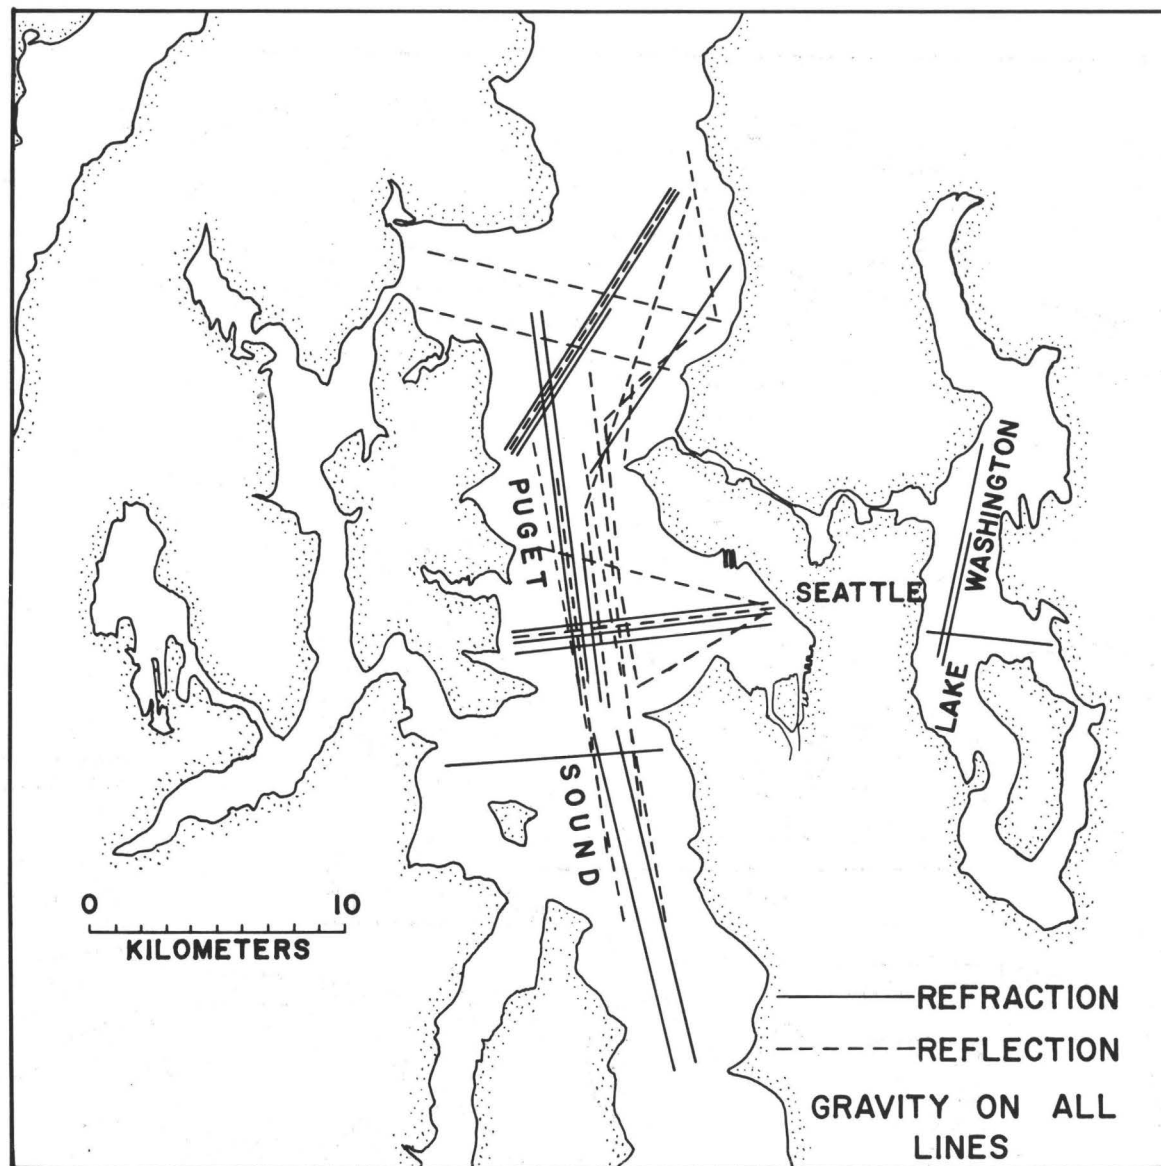 PUGET
SOUND
SEATTLE
LAKE
WASHINGTON
0 10
KILOMETERS
REFRACTION
REFLECTION
GRAVITY ON ALL
LINES